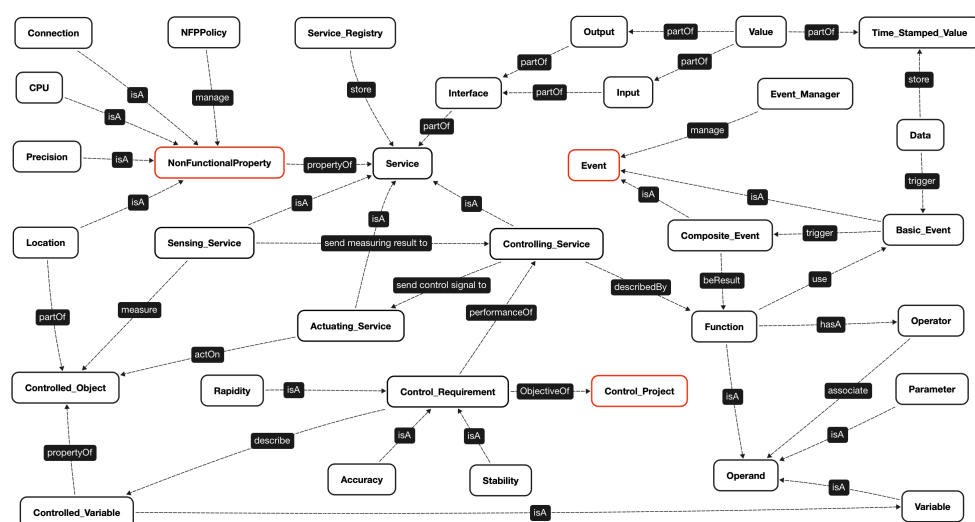 Connection
NFPPolicy
Service_Registry
Output
partOf
Value
partOf
Time_Stamped_Value
partOf
partOf
CPU
isA
manage
store
Interface
partOf
Input
Event_Manager
store
isA
partOf
manage
Data
Precision
isA
NonFunctionalProperty
propertyOf
Service
Event
trigger
isA
isA
isA
isA
isA
isA
Location
Sensing_Service
send measuring result to
Controlling_Service
Composite_Event
trigger
Basic_Event
send control signal to
describedBy
beResult
use
partOf
measure
performanceOf
Actuating_Service
Function
hasA
Operator
actOn
Controlled_Object
Rapidity
isA
Control_Requirement
ObjectiveOf
Control_Project
associate
Parameter
isA
describe
isA
isA
isA
propertyOf
Accuracy
Stability
Operand
isA
Controlled_Variable
isA
Variable